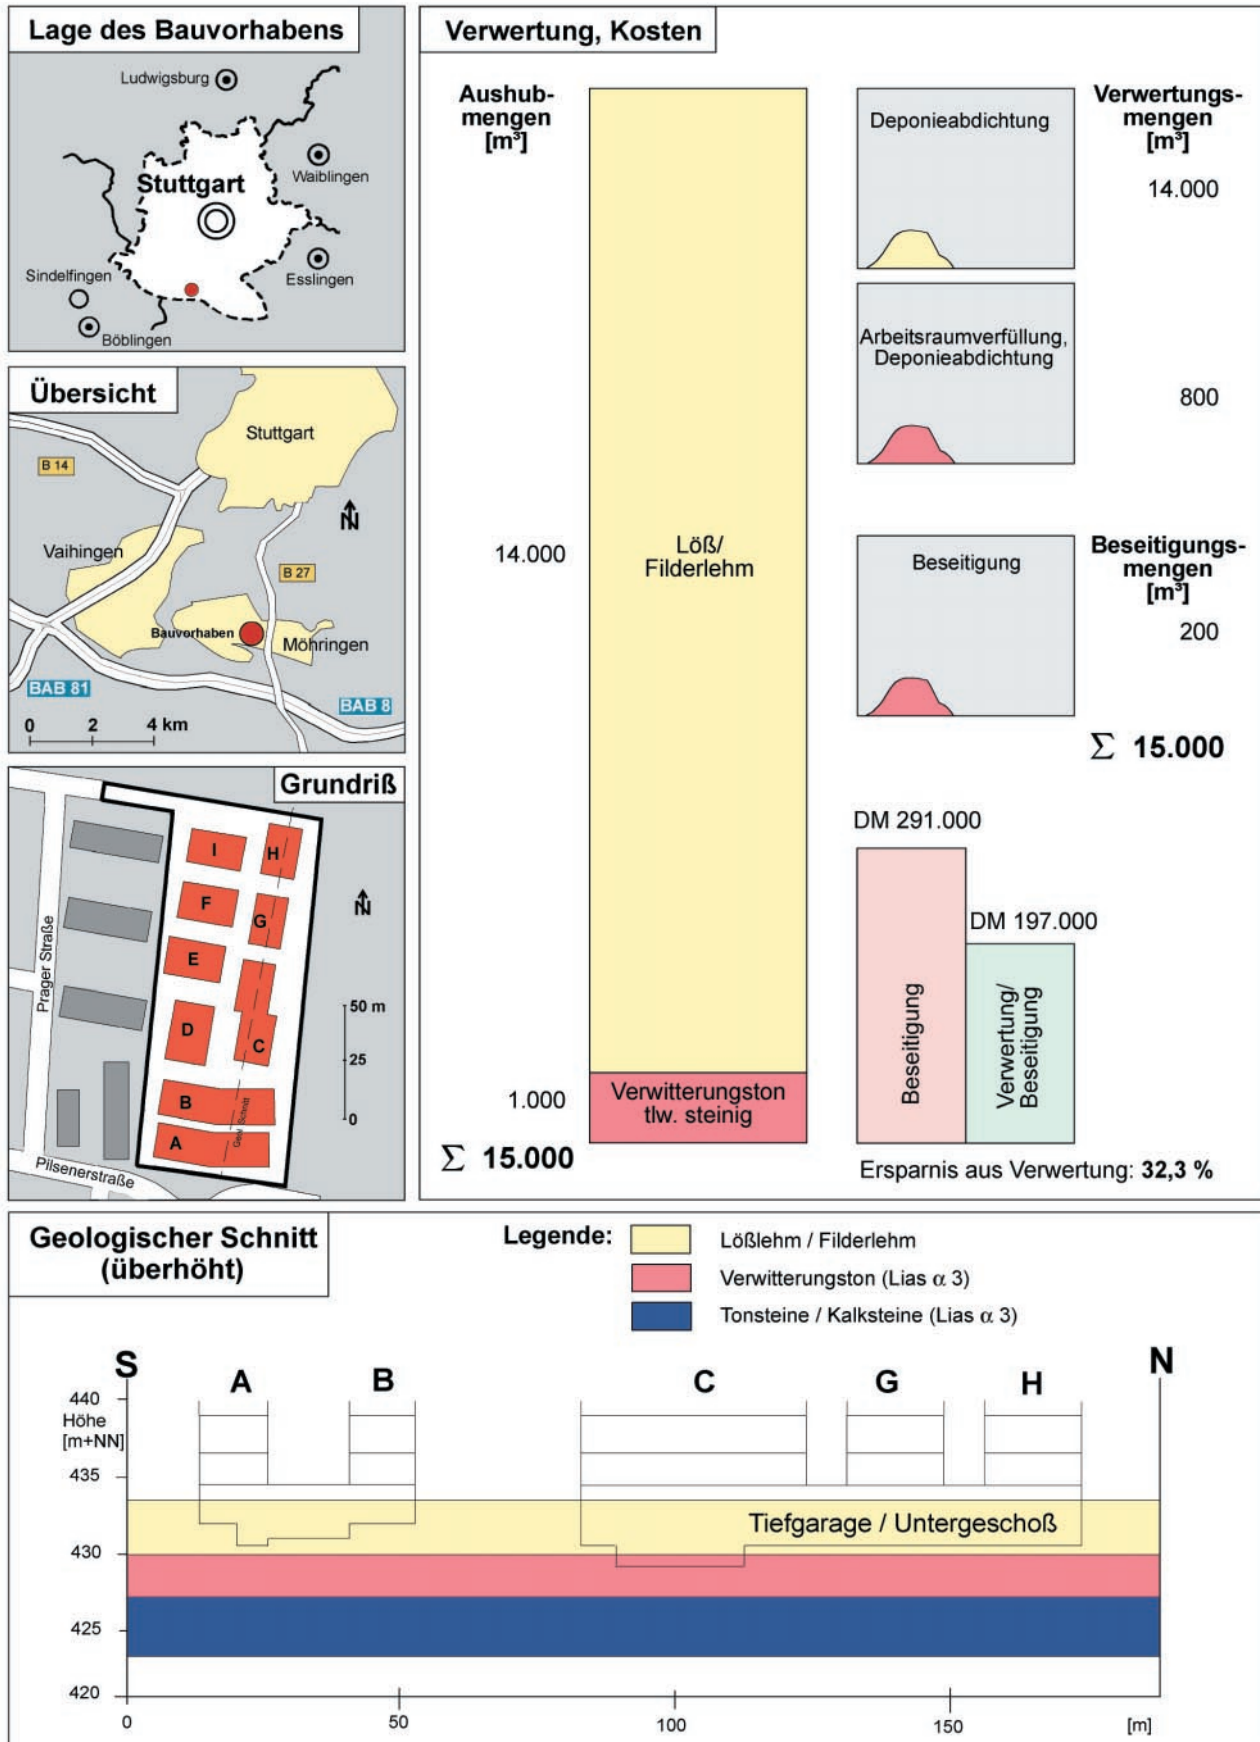 Lage des Bauvorhabens
Ludwigsburg
Stuttgart
Waiblingen
Sindelfingen
Esslingen
Böblingen
Übersicht
Stuttgart
B 14
N
Vaihingen
B 27
Bauvorhaben
Möhringen
BAB 81
BAB 8
0 2 4 km
Grundriß
I
H
F
G
N
E
Prager Straße
50 m
D
C
25
B
Geol. Schnitt
0
A
Pilsenerstraße
Verwertung, Kosten
Aushub-
mengen
[m³]
14.000
Löß/
Filderlehm
1.000
Verwitterungston
tlw. steinig
Σ 15.000
Deponieabdichtung
Verwertungs-
mengen
[m³]
14.000
Arbeitsraumverfüllung,
Deponieabdichtung
800
Beseitigung
Beseitigungs-
mengen
[m³]
200
Σ 15.000
DM 291.000
DM 197.000
Beseitigung
Verwertung/
Beseitigung
Ersparnis aus Verwertung: 32,3 %
Geologischer Schnitt
(überhöht)
Legende:
Lößlehm / Filderlehm
Verwitterungston (Lias α 3)
Tonsteine / Kalksteine (Lias α 3)
S
A
B
C
G
H
N
440
Höhe
[m+NN]
435
Tiefgarage / Untergeschoß
430
425
420
0 50 100 150 [m]